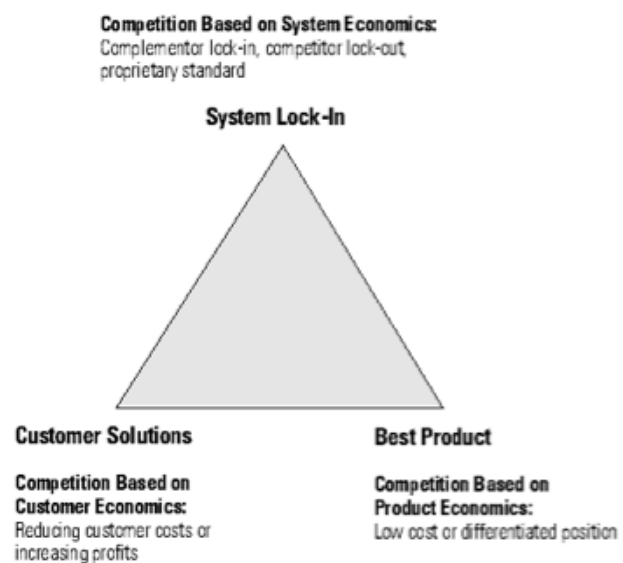 Competition Based on System Economics:
Complementor lock-in, competitor lock-out,
proprietary standard
System Lock-In
Customer Solutions
Competition Based on
Customer Economics:
Reducing customer costs or
increasing profits
Best Product
Competition Based on
Product Economics:
Low cost or differentiated position